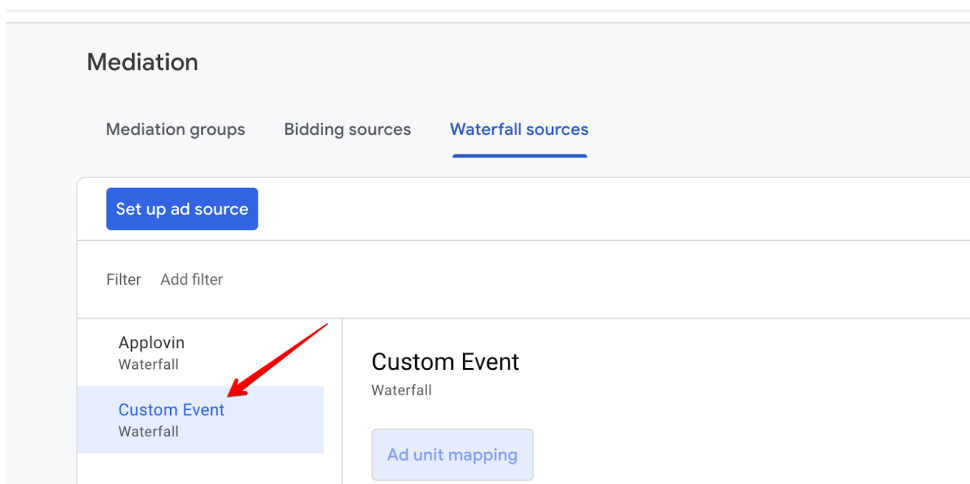 Mediation
Mediation groups Bidding sources Waterfall sources
Set up ad source
Filter Add filter
Applovin
Waterfall
Custom Event
Waterfall
Custom Event
Waterfall
Ad unit mapping